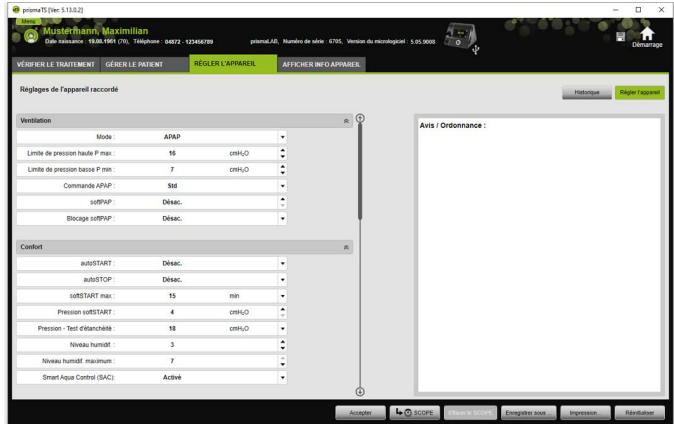 prismaTS [Ver. 5.13.0.2]
Menu
Mustermann, Maximilian
Date naissance : 19.08.1961 (79), Téléphone : 04872 - 123456789 prismaLAB, Numéro de série : 6705, Version du micrologiciel : 5.05.9008
Démarrage
VÉRIFIER LE TRAITEMENT GÉRER LE PATIENT RÉGLER L'APPAREIL AFFICHER INFO APPAREIL
Réglages de l'appareil raccordé
Historique Régler l'appareil
Ventilation
Avis / Ordonnance :
Mode : APAP
Limite de pression haute P max : 16 cmH₂O
Limite de pression basse P min : 7 cmH₂O
Commande APAP : Std
softPAP : Désac.
Blocage softPAP : Désac.
Confort
autoSTART : Désac.
autoSTOP : Désac.
softSTART max : 15 min
Pression softSTART : 4 cmH₂O
Pression - Test d'étanchéité : 18 cmH₂O
Niveau humidif. : 3
Niveau humidif. maximum : 7
Smart Aqua Control (SAC): Activé
Accepter SCOPE Effacer le SCOPE Enregistrer sous ... Impression... Réinitialiser